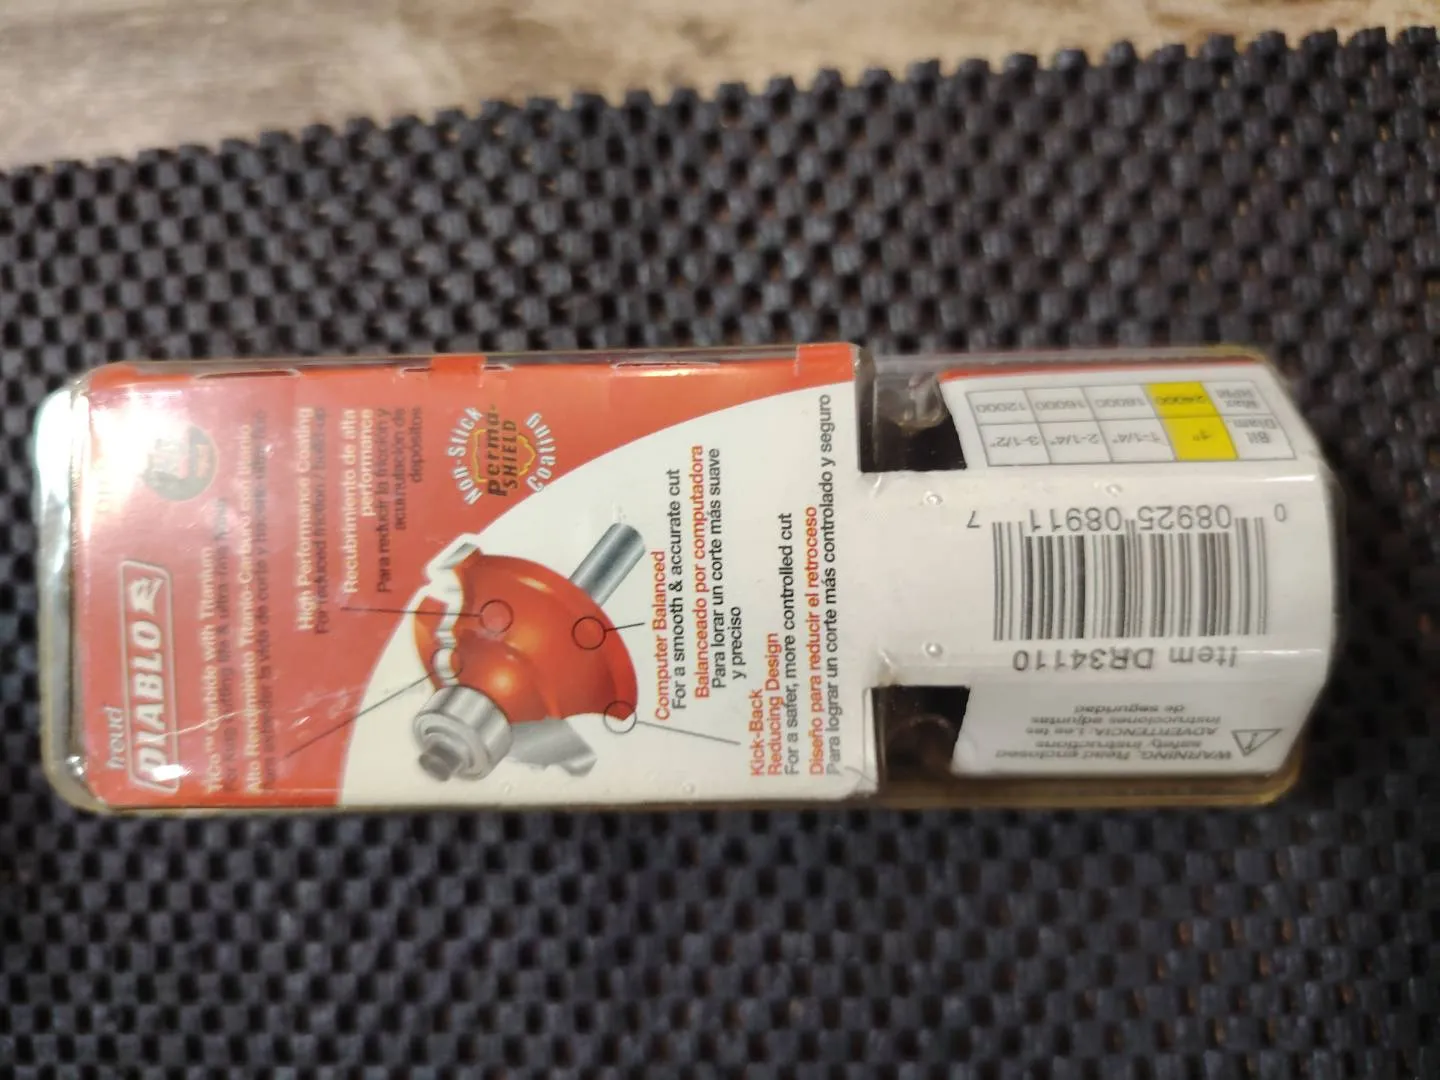 freud
DIABLO
TiCo™ Carbide with Titanium
High Performance Coating
For reduced friction / build-up
Recubrimiento de alta
performance
Para reducir la friccion y
acumulación de
depósitos
Non-Stick
Perma-
SHIELD
Coating
Computer Balanced
For a smooth & accurate cut
Balanceado por computadora
Para lorar un corte más suave
y preciso
Kick-Back
Reducing Design
For a safer, more controlled cut
Diseño para reducir el retroceso
Para lograr un corte más controlado y seguro
Bit Diam. Max RPM
1" 24000
1-1/4" 18000
2-1/4" 16000
3-1/2" 12000
0 08925 08911 7
Item DR34110
WARNING. Read enclosed
safety instructions
ADVERTENCIA: Lea las
instrucciones adjuntas
de seguridad